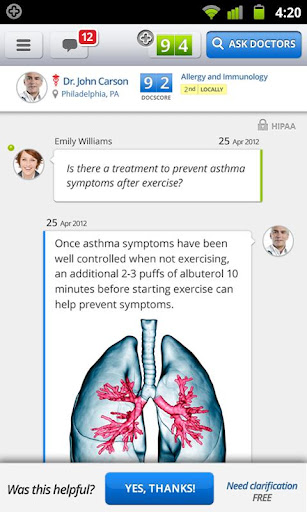 4:20
12
9 4
ASK DOCTORS
Dr. John Carson
Philadelphia, PA
9 2
DOCSCORE
Allergy and Immunology
2nd LOCALLY
HIPAA
Emily Williams
25 Apr 2012
Is there a treatment to prevent asthma
symptoms after exercise?
25 Apr 2012
Once asthma symptoms have been
well controlled when not exercising,
an additional 2-3 puffs of albuterol 10
minutes before starting exercise can
help prevent symptoms.
Was this helpful?
YES, THANKS!
Need clarification
FREE